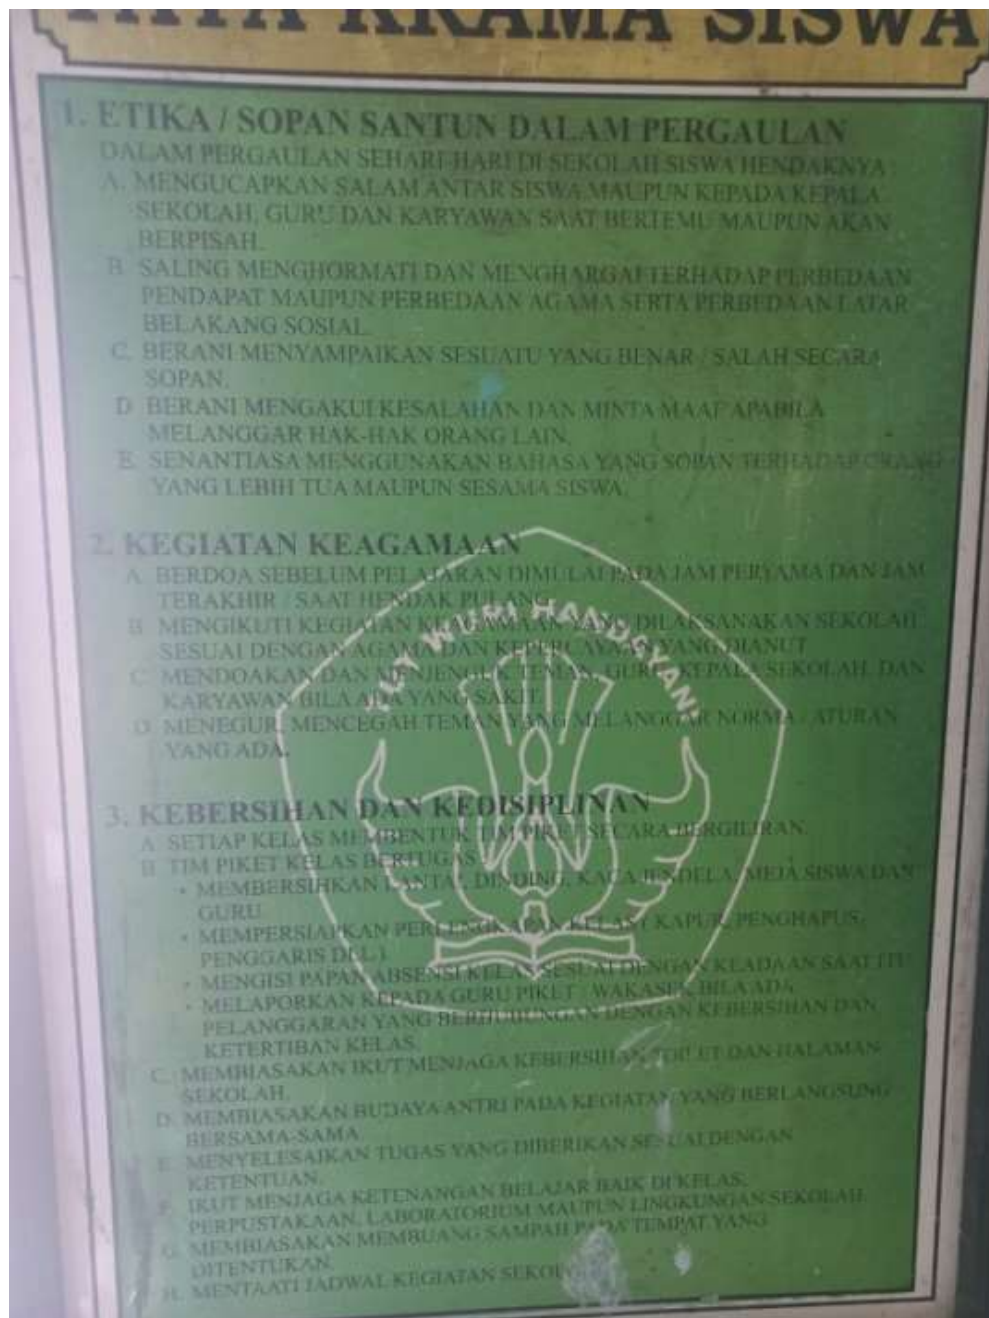 TATA KRAMA SISWA
1. ETIKA / SOPAN SANTUN DALAM PERGAULAN
DALAM PERGAULAN SEHARI-HARI DI SEKOLAH SISWA HENDAKNYA :
A. MENGUCAPKAN SALAM ANTAR SISWA MAUPUN KEPADA KEPALA
SEKOLAH, GURU DAN KARYAWAN SAAT BERTEMU MAUPUN AKAN
BERPISAH.
B. SALING MENGHORMATI DAN MENGHARGAI TERHADAP PERBEDAAN
PENDAPAT MAUPUN PERBEDAAN AGAMA SERTA PERBEDAAN LATAR
BELAKANG SOSIAL.
C. BERANI MENYAMPAIKAN SESUATU YANG BENAR / SALAH SECARA
SOPAN.
D. BERANI MENGAKUI KESALAHAN DAN MINTA MAAF APABILA
MELANGGAR HAK-HAK ORANG LAIN.
E. SENANTIASA MENGGUNAKAN BAHASA YANG SOPAN TERHADAP ORANG
YANG LEBIH TUA MAUPUN SESAMA SISWA.
2. KEGIATAN KEAGAMAAN
A. BERDOA SEBELUM PELAJARAN DIMULAI PADA JAM PERYAMA DAN JAM
TERAKHIR / SAAT HENDAK PULANG
B. MENGIKUTI KEGIATAN KEAGAMAAN YANG DILAKSANAKAN SEKOLAH
SESUAI DENGAN AGAMA DAN KEPERCAYAAN YANG DIANUT
C. MENDOAKAN DAN MENJENGUK TEMAN, GURU, KEPALA SEKOLAH, DAN
KARYAWAN BILA ADA YANG SAKIT.
D. MENEGUR, MENCEGAH TEMAN YANG MELANGGAR NORMA / ATURAN
YANG ADA.
TUT WURI HANDAYANI
3. KEBERSIHAN DAN KEDISIPLINAN
A. SETIAP KELAS MEMBENTUK TIM PIKET SECARA BERGILIRAN.
B. TIM PIKET KELAS BERTUGAS
• MEMBERSIHKAN LANTAI, DINDING, KACA JENDELA, MEJA SISWA DAN
GURU
• MEMPERSIAPKAN PERLENGKAPAN KELAS ( KAPUR, PENGHAPUS,
PENGGARIS DLL )
• MENGISI PAPAN ABSENSI KELAS SESUAI DENGAN KEADAAN SAAT ITU
• MELAPORKAN KEPADA GURU PIKET / WAKASEK BILA ADA
PELANGGARAN YANG BERHUBUNGAN DENGAN KEBERSIHAN DAN
KETERTIBAN KELAS.
C. MEMBIASAKAN IKUT MENJAGA KEBERSIHAN TOILET DAN HALAMAN
SEKOLAH.
D. MEMBIASAKAN BUDAYA ANTRI PADA KEGIATAN YANG BERLANGSUNG
BERSAMA-SAMA.
E. MENYELESAIKAN TUGAS YANG DIBERIKAN SESUAI DENGAN
KETENTUAN.
F. IKUT MENJAGA KETENANGAN BELAJAR BAIK DI KELAS,
PERPUSTAKAAN, LABORATORIUM MAUPUN LINGKUNGAN SEKOLAH.
G. MEMBIASAKAN MEMBUANG SAMPAH PADA TEMPAT YANG
DITENTUKAN.
H. MENTAATI JADWAL KEGIATAN